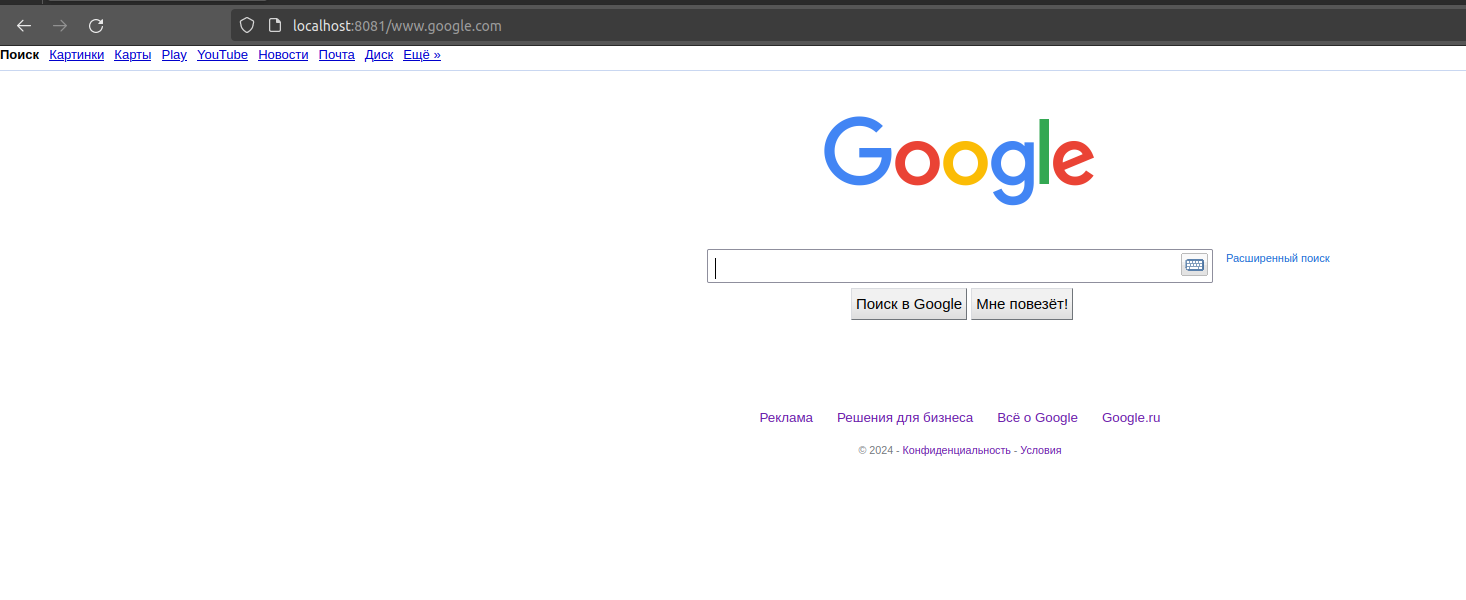 localhost:8081/www.google.com
Поиск Картинки Карты Play YouTube Новости Почта Диск Ещё »
Google
Расширенный поиск
Поиск в Google Мне повезёт!
Реклама Решения для бизнеса Всё о Google Google.ru
© 2024 - Конфиденциальность - Условия